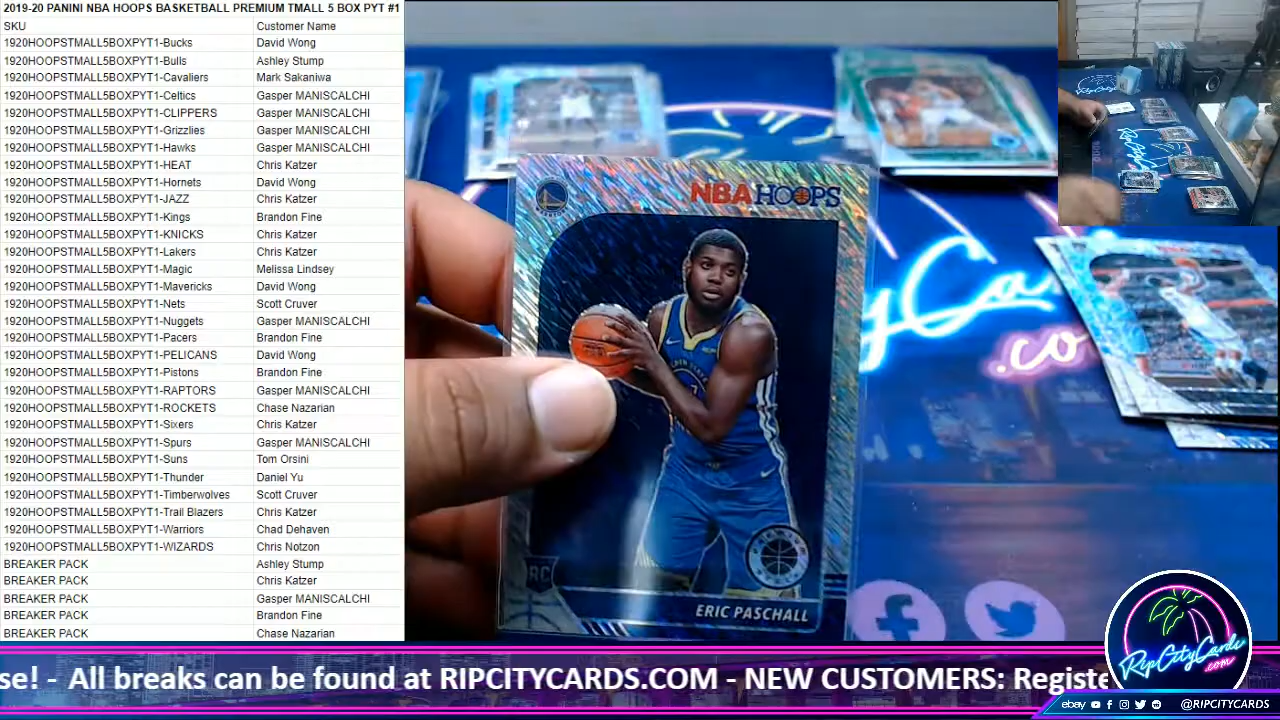 2019-20 PANINI NBA HOOPS BASKETBALL PREMIUM TMALL 5 BOX PYT #1
SKU Customer Name
1920HOOPSTMALL5BOXPYT1-Bucks David Wong
1920HOOPSTMALL5BOXPYT1-Bulls Ashley Stump
1920HOOPSTMALL5BOXPYT1-Cavaliers Mark Sakaniwa
1920HOOPSTMALL5BOXPYT1-Celtics Gasper MANISCALCHI
1920HOOPSTMALL5BOXPYT1-CLIPPERS Gasper MANISCALCHI
1920HOOPSTMALL5BOXPYT1-Grizzlies Gasper MANISCALCHI
1920HOOPSTMALL5BOXPYT1-Hawks Gasper MANISCALCHI
1920HOOPSTMALL5BOXPYT1-HEAT Chris Katzer
1920HOOPSTMALL5BOXPYT1-Hornets David Wong
1920HOOPSTMALL5BOXPYT1-JAZZ Chris Katzer
1920HOOPSTMALL5BOXPYT1-Kings Brandon Fine
1920HOOPSTMALL5BOXPYT1-KNICKS Chris Katzer
1920HOOPSTMALL5BOXPYT1-Lakers Chris Katzer
1920HOOPSTMALL5BOXPYT1-Magic Melissa Lindsey
1920HOOPSTMALL5BOXPYT1-Mavericks David Wong
1920HOOPSTMALL5BOXPYT1-Nets Scott Cruver
1920HOOPSTMALL5BOXPYT1-Nuggets Gasper MANISCALCHI
1920HOOPSTMALL5BOXPYT1-Pacers Brandon Fine
1920HOOPSTMALL5BOXPYT1-PELICANS David Wong
1920HOOPSTMALL5BOXPYT1-Pistons Brandon Fine
1920HOOPSTMALL5BOXPYT1-RAPTORS Gasper MANISCALCHI
1920HOOPSTMALL5BOXPYT1-ROCKETS Chase Nazarian
1920HOOPSTMALL5BOXPYT1-Sixers Chris Katzer
1920HOOPSTMALL5BOXPYT1-Spurs Gasper MANISCALCHI
1920HOOPSTMALL5BOXPYT1-Suns Tom Orsini
1920HOOPSTMALL5BOXPYT1-Thunder Daniel Yu
1920HOOPSTMALL5BOXPYT1-Timberwolves Scott Cruver
1920HOOPSTMALL5BOXPYT1-Trail Blazers Chris Katzer
1920HOOPSTMALL5BOXPYT1-Warriors Chad Dehaven
1920HOOPSTMALL5BOXPYT1-WIZARDS Chris Notzon
BREAKER PACK Ashley Stump
BREAKER PACK Chris Katzer
BREAKER PACK Gasper MANISCALCHI
BREAKER PACK Brandon Fine
BREAKER PACK Chase Nazarian
NBA HOOPS
RC
ERIC PASCHALL
yCa
.co
RipCityCards
.com
se! - All breaks can be found at RIPCITYCARDS.COM - NEW CUSTOMERS: Registe
ebay @RIPCITYCARDS